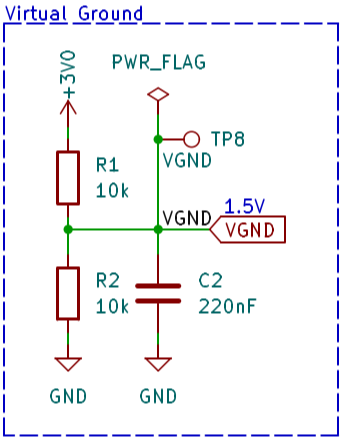 Virtual Ground
+3V0
PWR_FLAG
TP8
VGND
R1
10k
VGND
1.5V
VGND
R2
10k
C2
220nF
GND
GND